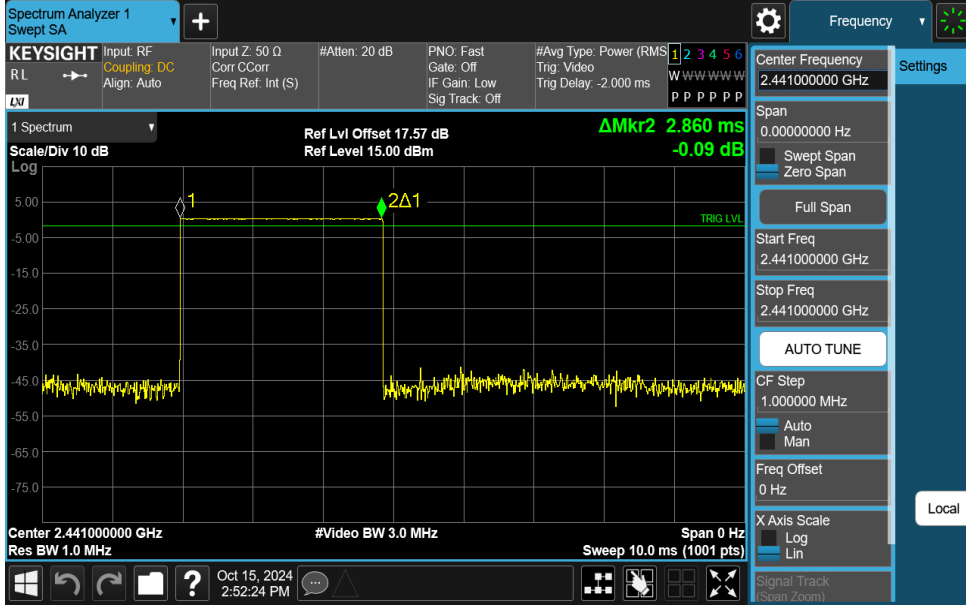 Spectrum Analyzer 1
Swept SA
Frequency
KEYSIGHT
RL
LXI
Input: RF
Coupling: DC
Align: Auto
Input Z: 50 Ω
Corr CCorr
Freq Ref: Int (S)
#Atten: 20 dB
PNO: Fast
Gate: Off
IF Gain: Low
Sig Track: Off
#Avg Type: Power (RMS
Trig: Video
Trig Delay: -2.000 ms
1 2 3 4 5 6
W W W W W W
P P P P P P
1 Spectrum
Scale/Div 10 dB
Log
Ref Lvl Offset 17.57 dB
Ref Level 15.00 dBm
ΔMkr2 2.860 ms
-0.09 dB
1
2Δ1
TRIG LVL
5.00
-5.00
-15.0
-25.0
-35.0
-45.0
-55.0
-65.0
-75.0
Center 2.441000000 GHz
#Video BW 3.0 MHz
Span 0 Hz
Res BW 1.0 MHz
Sweep 10.0 ms (1001 pts)
Center Frequency
2.441000000 GHz
Span
0.00000000 Hz
Swept Span
Zero Span
Full Span
Start Freq
2.441000000 GHz
Stop Freq
2.441000000 GHz
AUTO TUNE
CF Step
1.000000 MHz
Auto
Man
Freq Offset
0 Hz
X Axis Scale
Log
Lin
Signal Track
(Span Zoom)
Settings
Local
?
Oct 15, 2024
2:52:24 PM